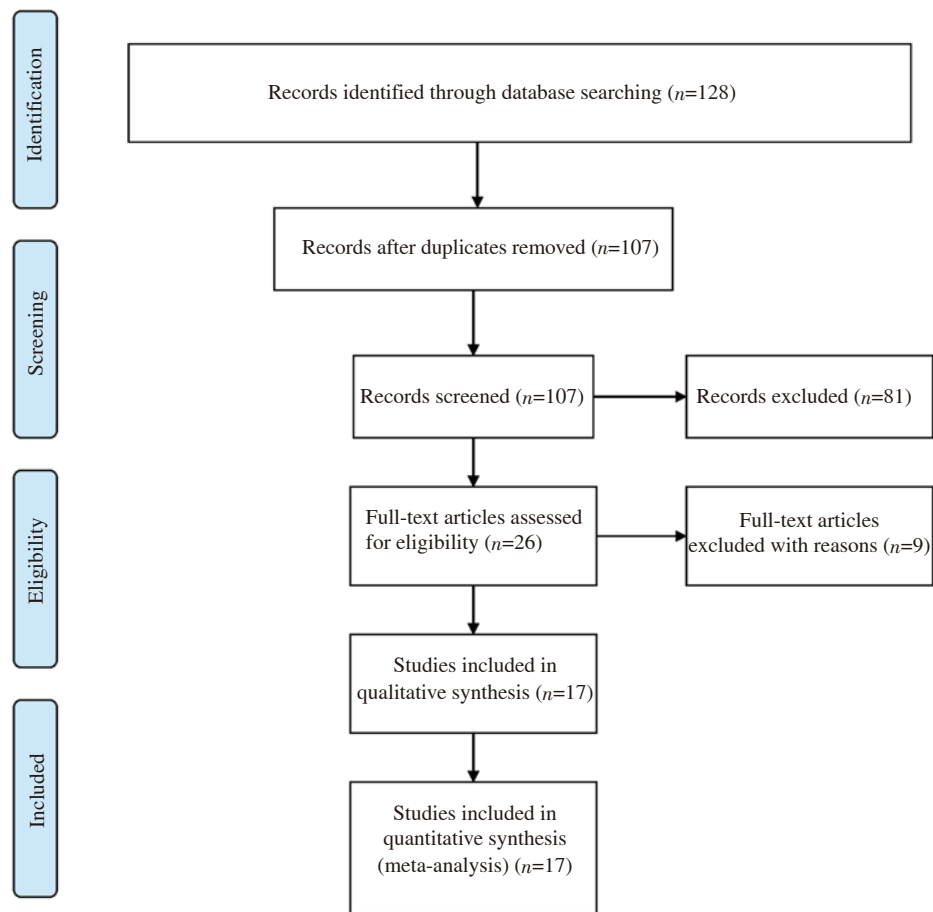 Identification
Records identified through database searching (n=128)
Records after duplicates removed (n=107)
Screening
Records screened (n=107)
Records excluded (n=81)
Eligibility
Full-text articles assessed
for eligibility (n=26)
Full-text articles
excluded with reasons (n=9)
Studies included in
qualitative synthesis (n=17)
Included
Studies included in
quantitative synthesis
(meta-analysis) (n=17)